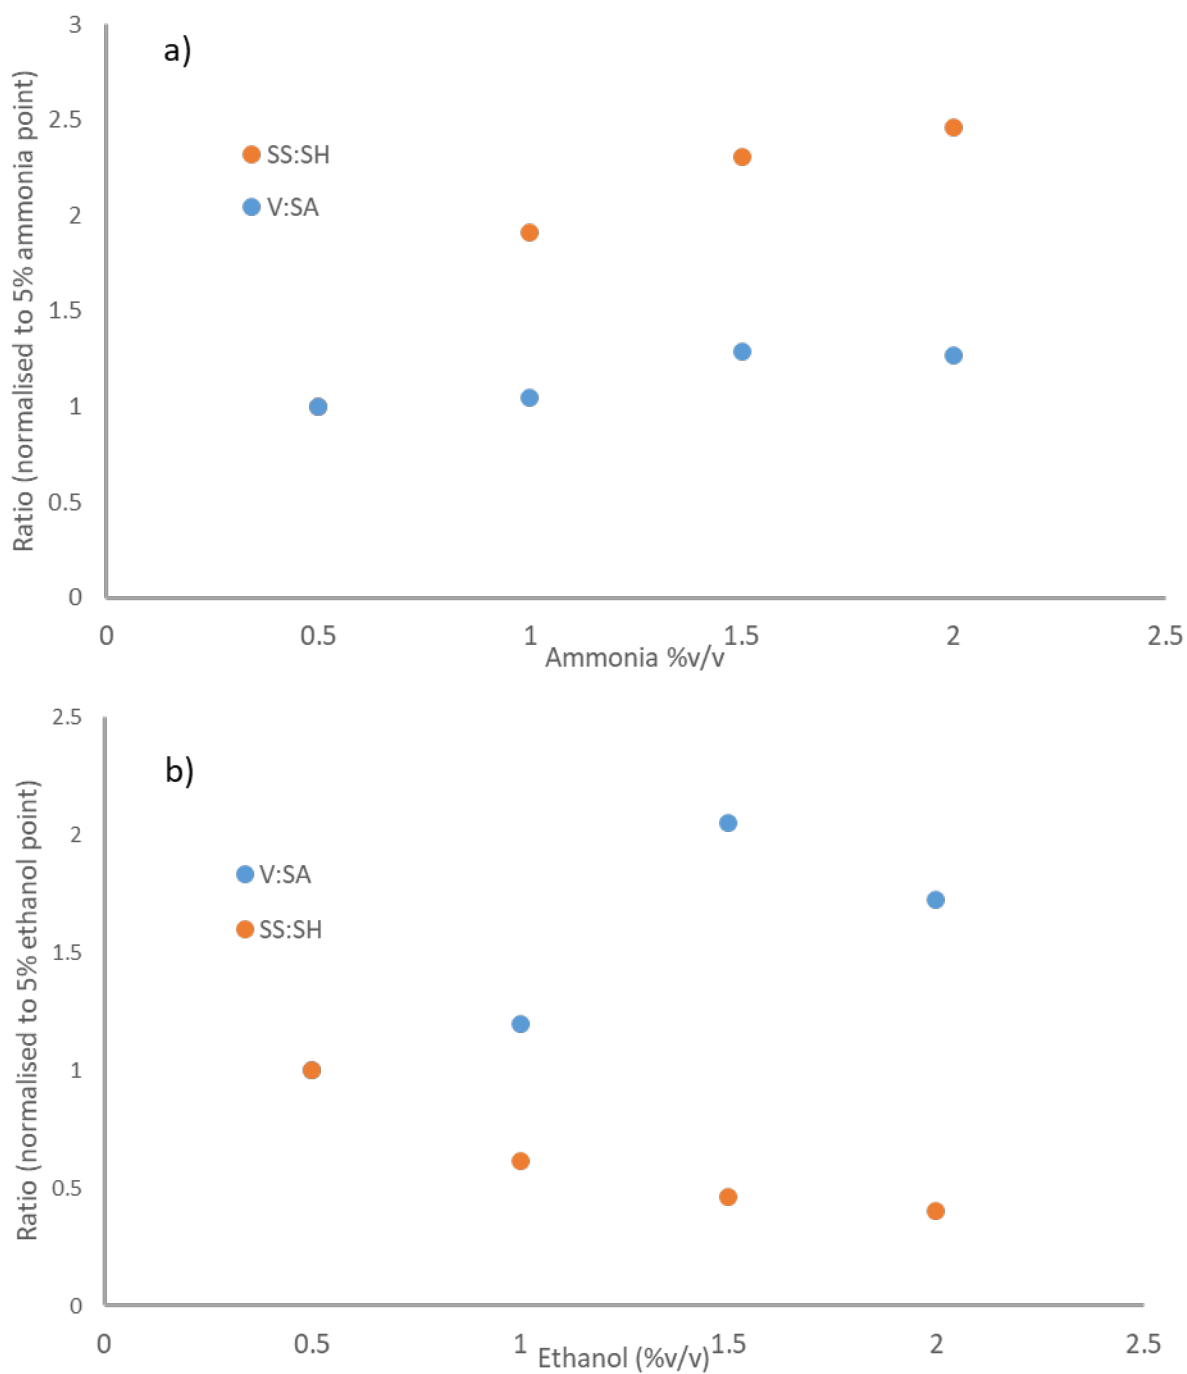 a)
3
2.5
2
1.5
1
0.5
0
Ratio (normalised to 5% ammonia point)
SS:SH
V:SA
0 0.5 1 1.5 2 2.5
Ammonia %v/v
b)
2.5
2
1.5
1
0.5
0
Ratio (normalised to 5% ethanol point)
V:SA
SS:SH
0 0.5 1 1.5 2 2.5
Ethanol (%v/v)